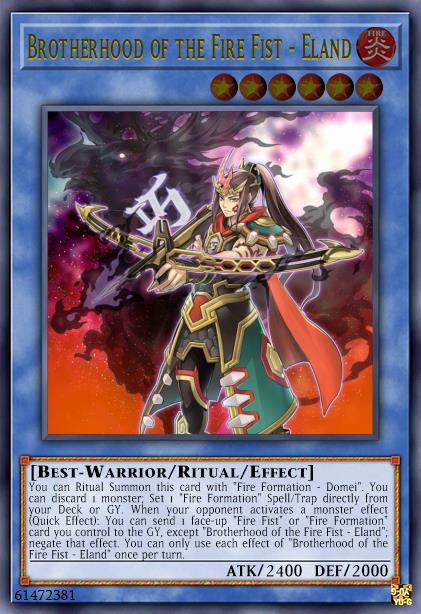 BROTHERHOOD OF THE FIRE FIST - ELAND
FIRE
炎
[BEST-WARRIOR/RITUAL/EFFECT]
You can Ritual Summon this card with "Fire Formation - Domei". You
can discard 1 monster; Set 1 "Fire Formation" Spell/Trap directly from
your Deck or GY. When your opponent activates a monster effect
(Quick Effect): You can send 1 face-up "Fire Fist" or "Fire Formation"
card you control to the GY, except "Brotherhood of the Fire Fist - Eland";
negate that effect. You can only use each effect of "Brotherhood of the
Fire Fist - Eland" once per turn.
ATK/2400 DEF/2000
61472381